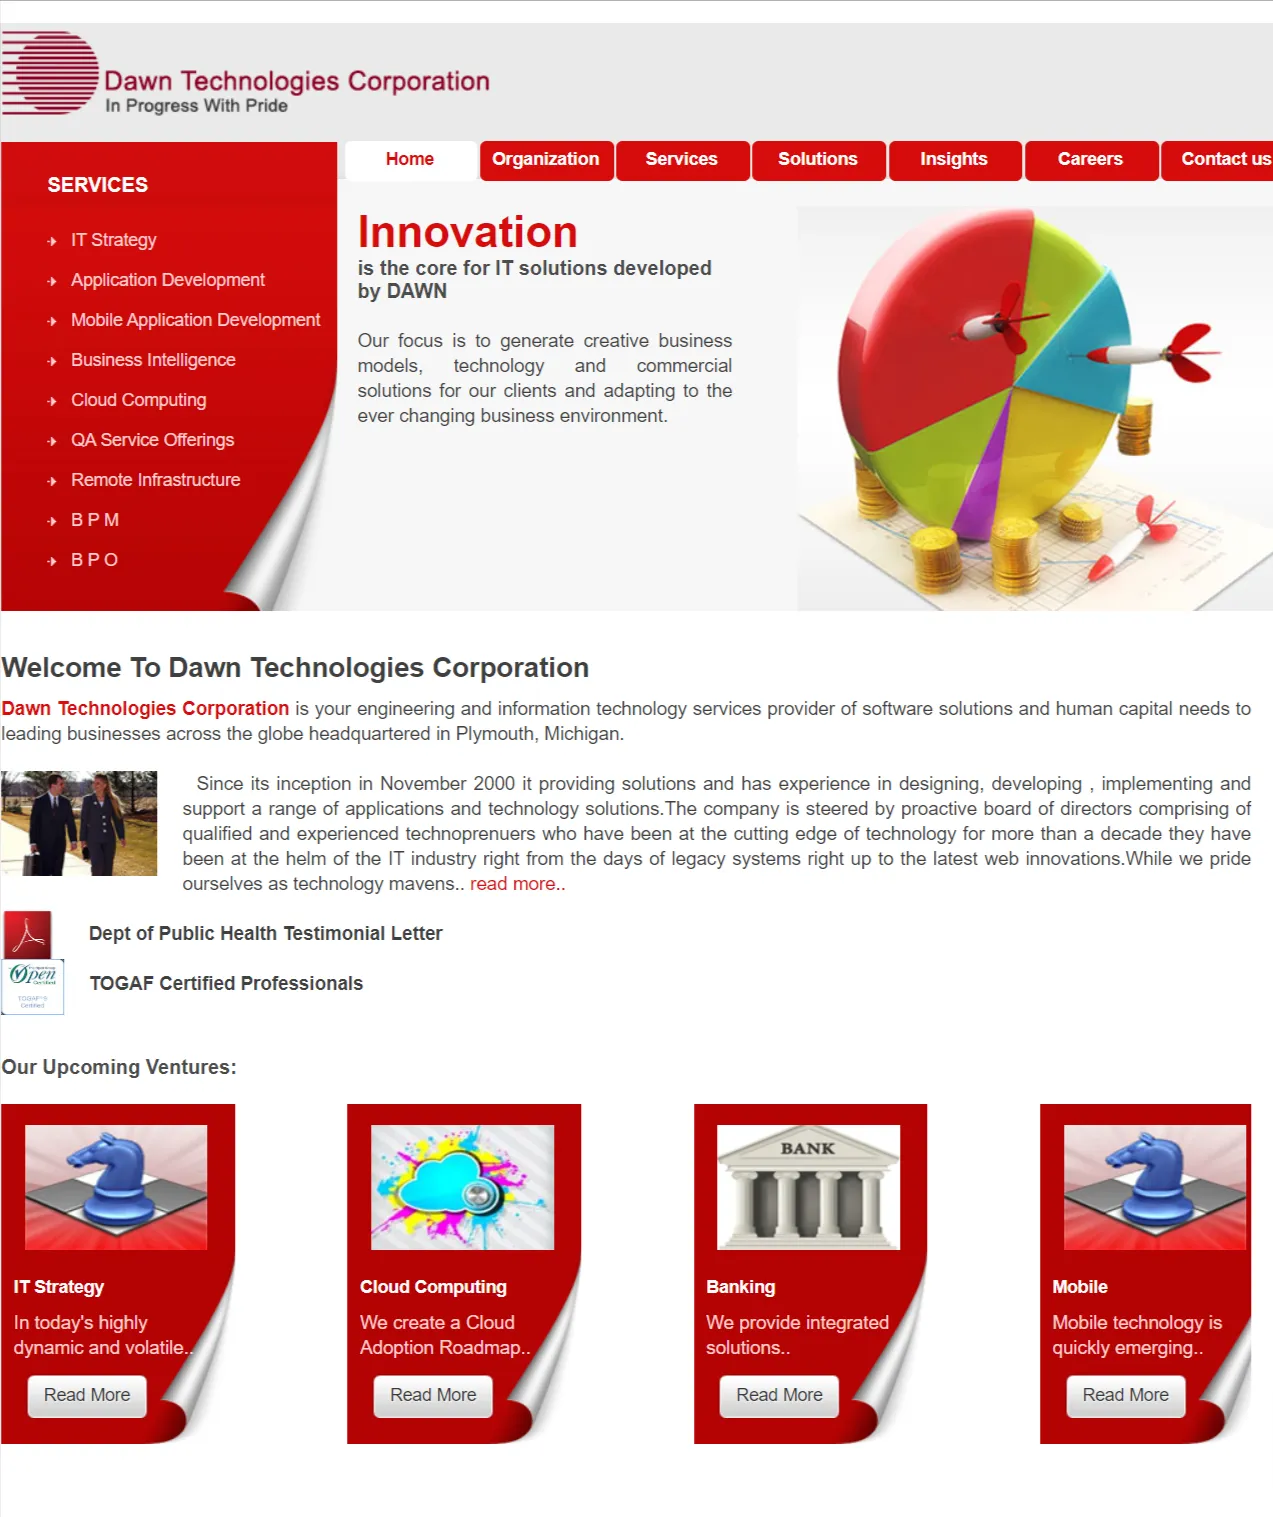 Dawn Technologies Corporation
In Progress With Pride
Home
Organization
Services
Solutions
Insights
Careers
Contact us
SERVICES
IT Strategy
Application Development
Mobile Application Development
Business Intelligence
Cloud Computing
QA Service Offerings
Remote Infrastructure
B P M
B P O
Innovation
is the core for IT solutions developed
by DAWN
Our focus is to generate creative business
models, technology and commercial
solutions for our clients and adapting to the
ever changing business environment.
Welcome To Dawn Technologies Corporation
Dawn Technologies Corporation is your engineering and information technology services provider of software solutions and human capital needs to
leading businesses across the globe headquartered in Plymouth, Michigan.
Since its inception in November 2000 it providing solutions and has experience in designing, developing , implementing and
support a range of applications and technology solutions.The company is steered by proactive board of directors comprising of
qualified and experienced technoprenuers who have been at the cutting edge of technology for more than a decade they have
been at the helm of the IT industry right from the days of legacy systems right up to the latest web innovations.While we pride
ourselves as technology mavens.. read more..
Dept of Public Health Testimonial Letter
Open
Certified
TOGAF 9
Certified
TOGAF Certified Professionals
Our Upcoming Ventures:
IT Strategy
In today's highly
dynamic and volatile..
Read More
Cloud Computing
We create a Cloud
Adoption Roadmap..
Read More
BANK
Banking
We provide integrated
solutions..
Read More
Mobile
Mobile technology is
quickly emerging..
Read More